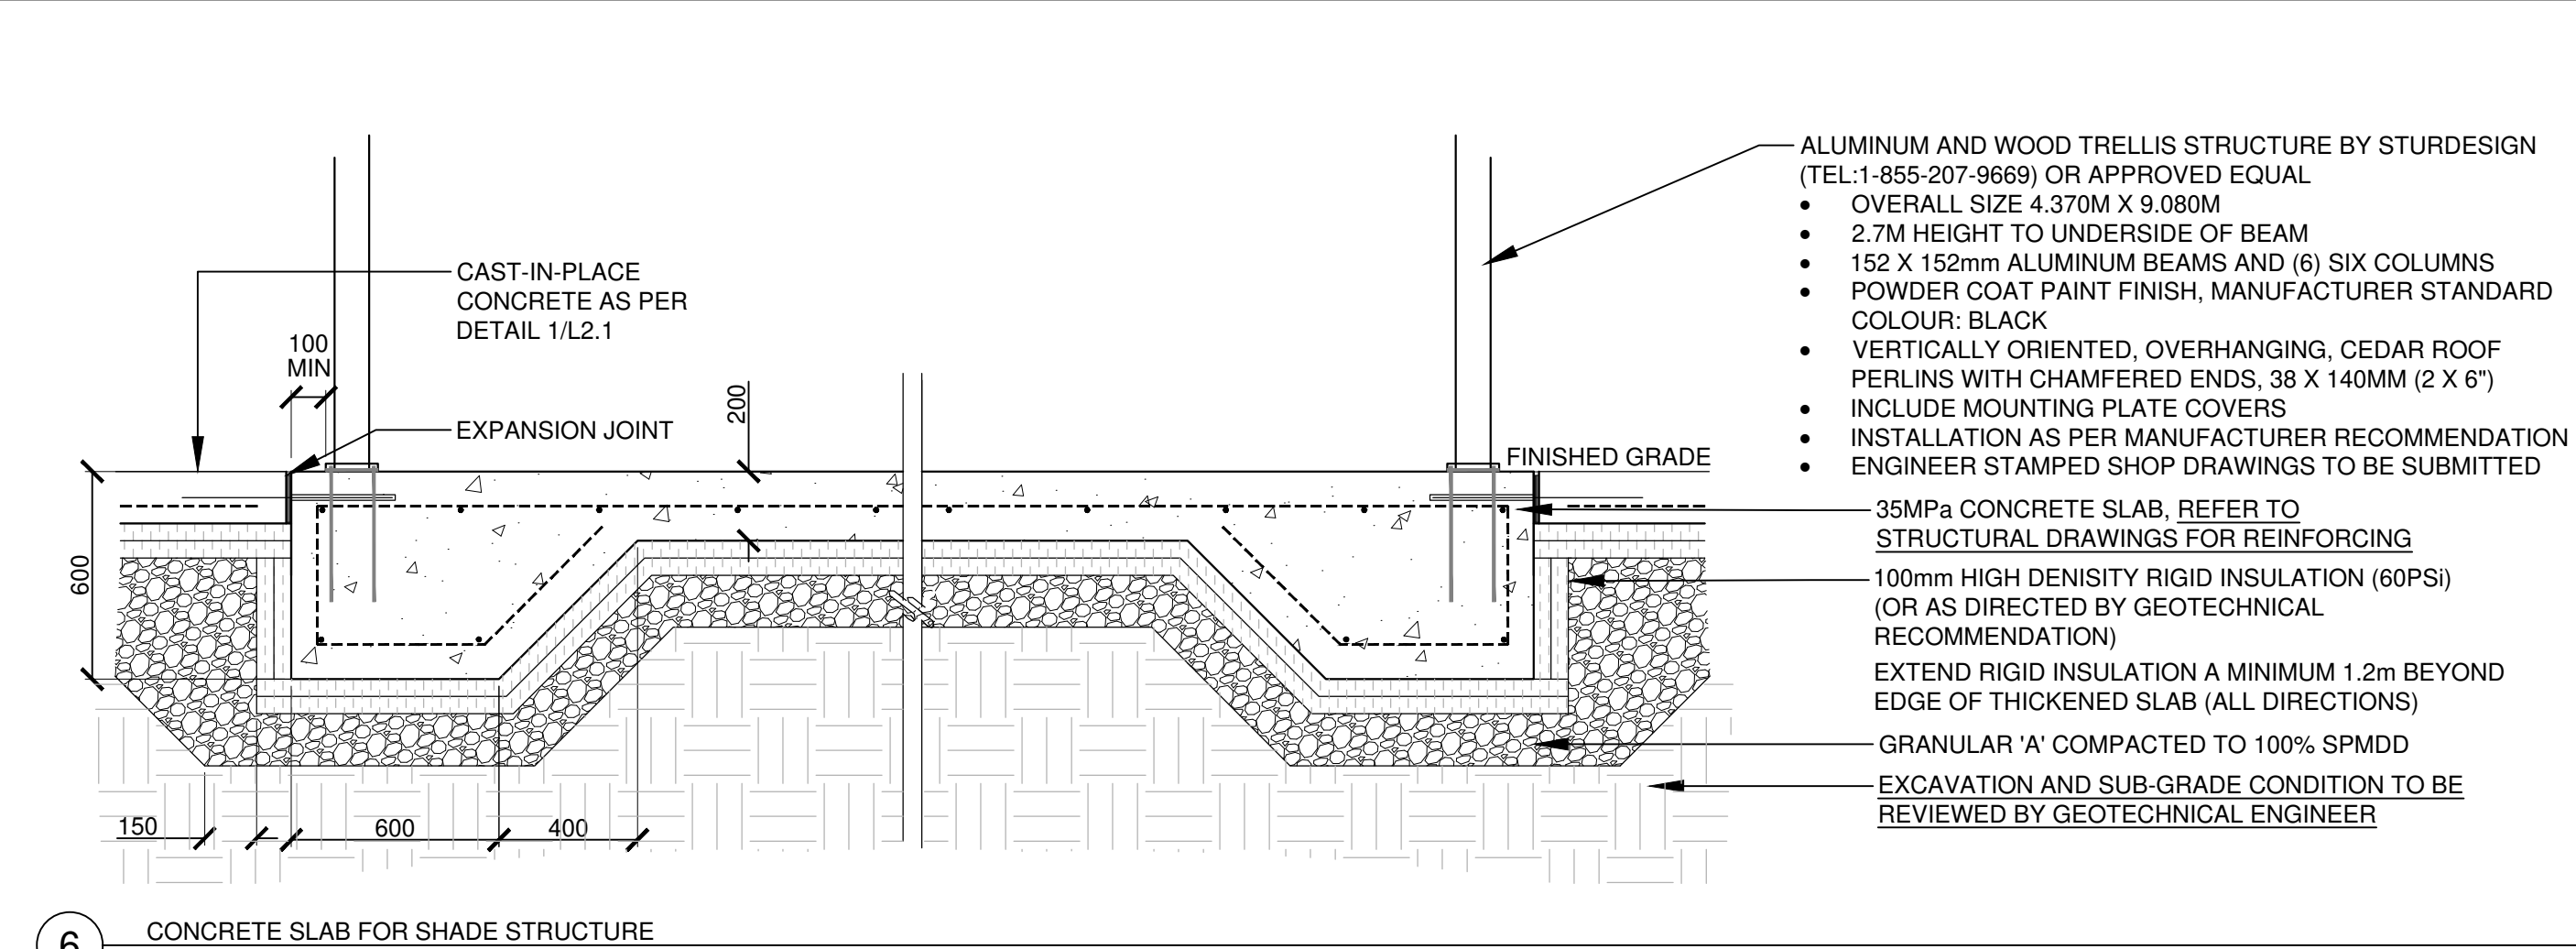 ALUMINUM AND WOOD TRELLIS STRUCTURE BY STURDESIGN
(TEL:1-855-207-9669) OR APPROVED EQUAL
• OVERALL SIZE 4.370M X 9.080M
• 2.7M HEIGHT TO UNDERSIDE OF BEAM
• 152 X 152mm ALUMINUM BEAMS AND (6) SIX COLUMNS
• POWDER COAT PAINT FINISH, MANUFACTURER STANDARD
COLOUR: BLACK
• VERTICALLY ORIENTED, OVERHANGING, CEDAR ROOF
PERLINS WITH CHAMFERED ENDS, 38 X 140MM (2 X 6")
• INCLUDE MOUNTING PLATE COVERS
• INSTALLATION AS PER MANUFACTURER RECOMMENDATION
• ENGINEER STAMPED SHOP DRAWINGS TO BE SUBMITTED
CAST-IN-PLACE
CONCRETE AS PER
DETAIL 1/L2.1
100
MIN
200
EXPANSION JOINT
FINISHED GRADE
600
35MPa CONCRETE SLAB, REFER TO
STRUCTURAL DRAWINGS FOR REINFORCING
100mm HIGH DENISITY RIGID INSULATION (60PSi)
(OR AS DIRECTED BY GEOTECHNICAL
RECOMMENDATION)
EXTEND RIGID INSULATION A MINIMUM 1.2m BEYOND
EDGE OF THICKENED SLAB (ALL DIRECTIONS)
GRANULAR 'A' COMPACTED TO 100% SPMDD
EXCAVATION AND SUB-GRADE CONDITION TO BE
REVIEWED BY GEOTECHNICAL ENGINEER
150
600
400
6
CONCRETE SLAB FOR SHADE STRUCTURE